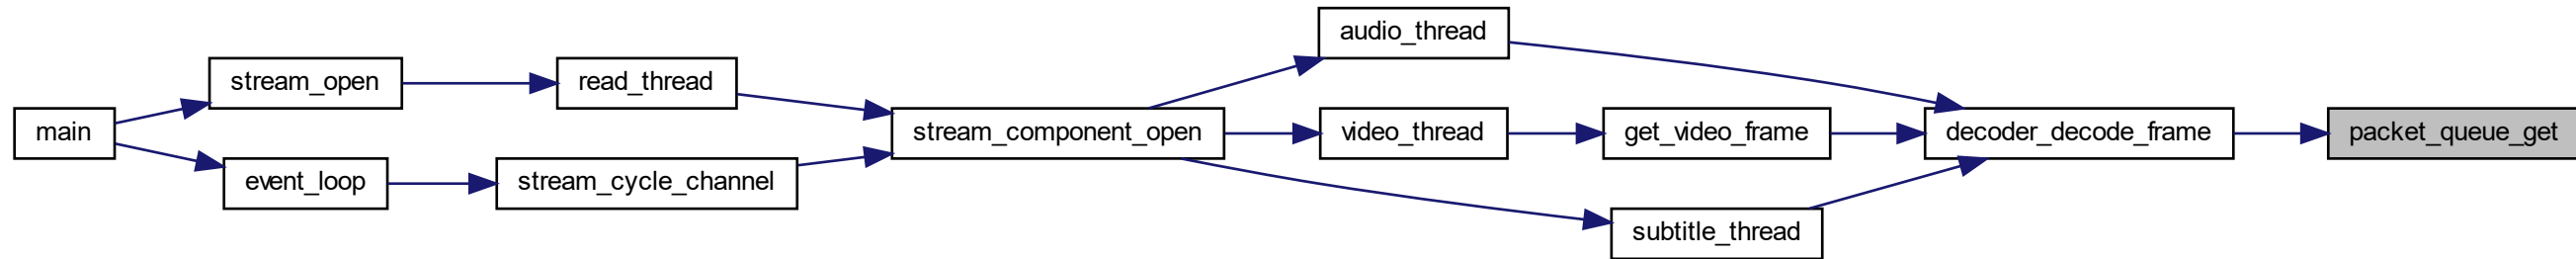 main
stream_open
event_loop
read_thread
stream_cycle_channel
stream_component_open
audio_thread
video_thread
subtitle_thread
get_video_frame
decoder_decode_frame
packet_queue_get